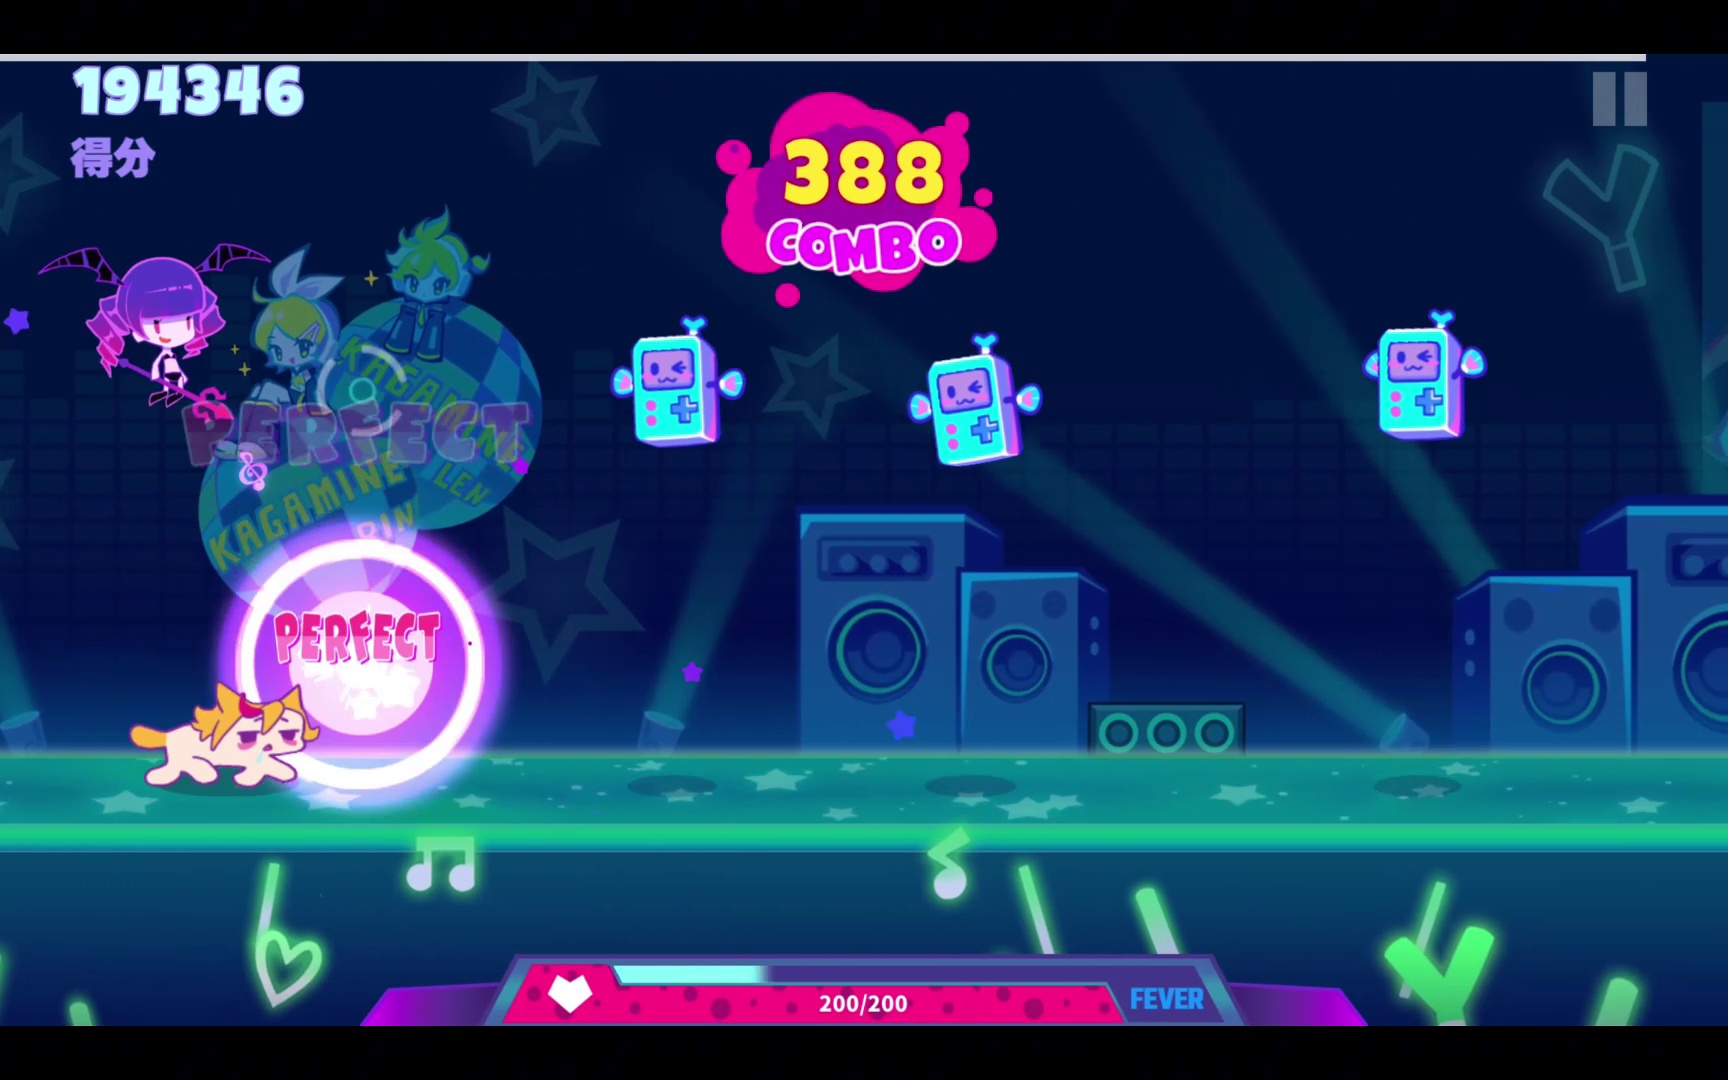 194346
得分
388
COMBO
PERFECT
KAGAMINE
LEN
KAGAMINE
RIN
PERFECT
200/200
FEVER